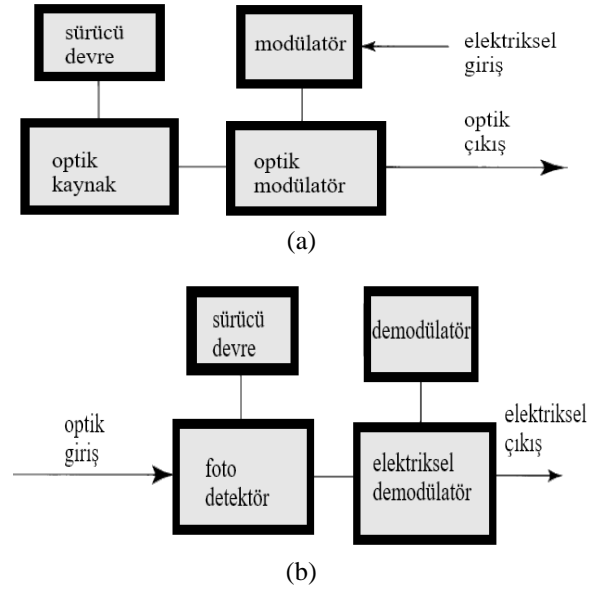 sürücü
devre
modülatör
elektriksel
giriş
optik
kaynak
optik
modülatör
optik
çıkış
(a)
sürücü
devre
demodülatör
optik
giriş
foto
detektör
elektriksel
demodülatör
elektriksel
çıkış
(b)